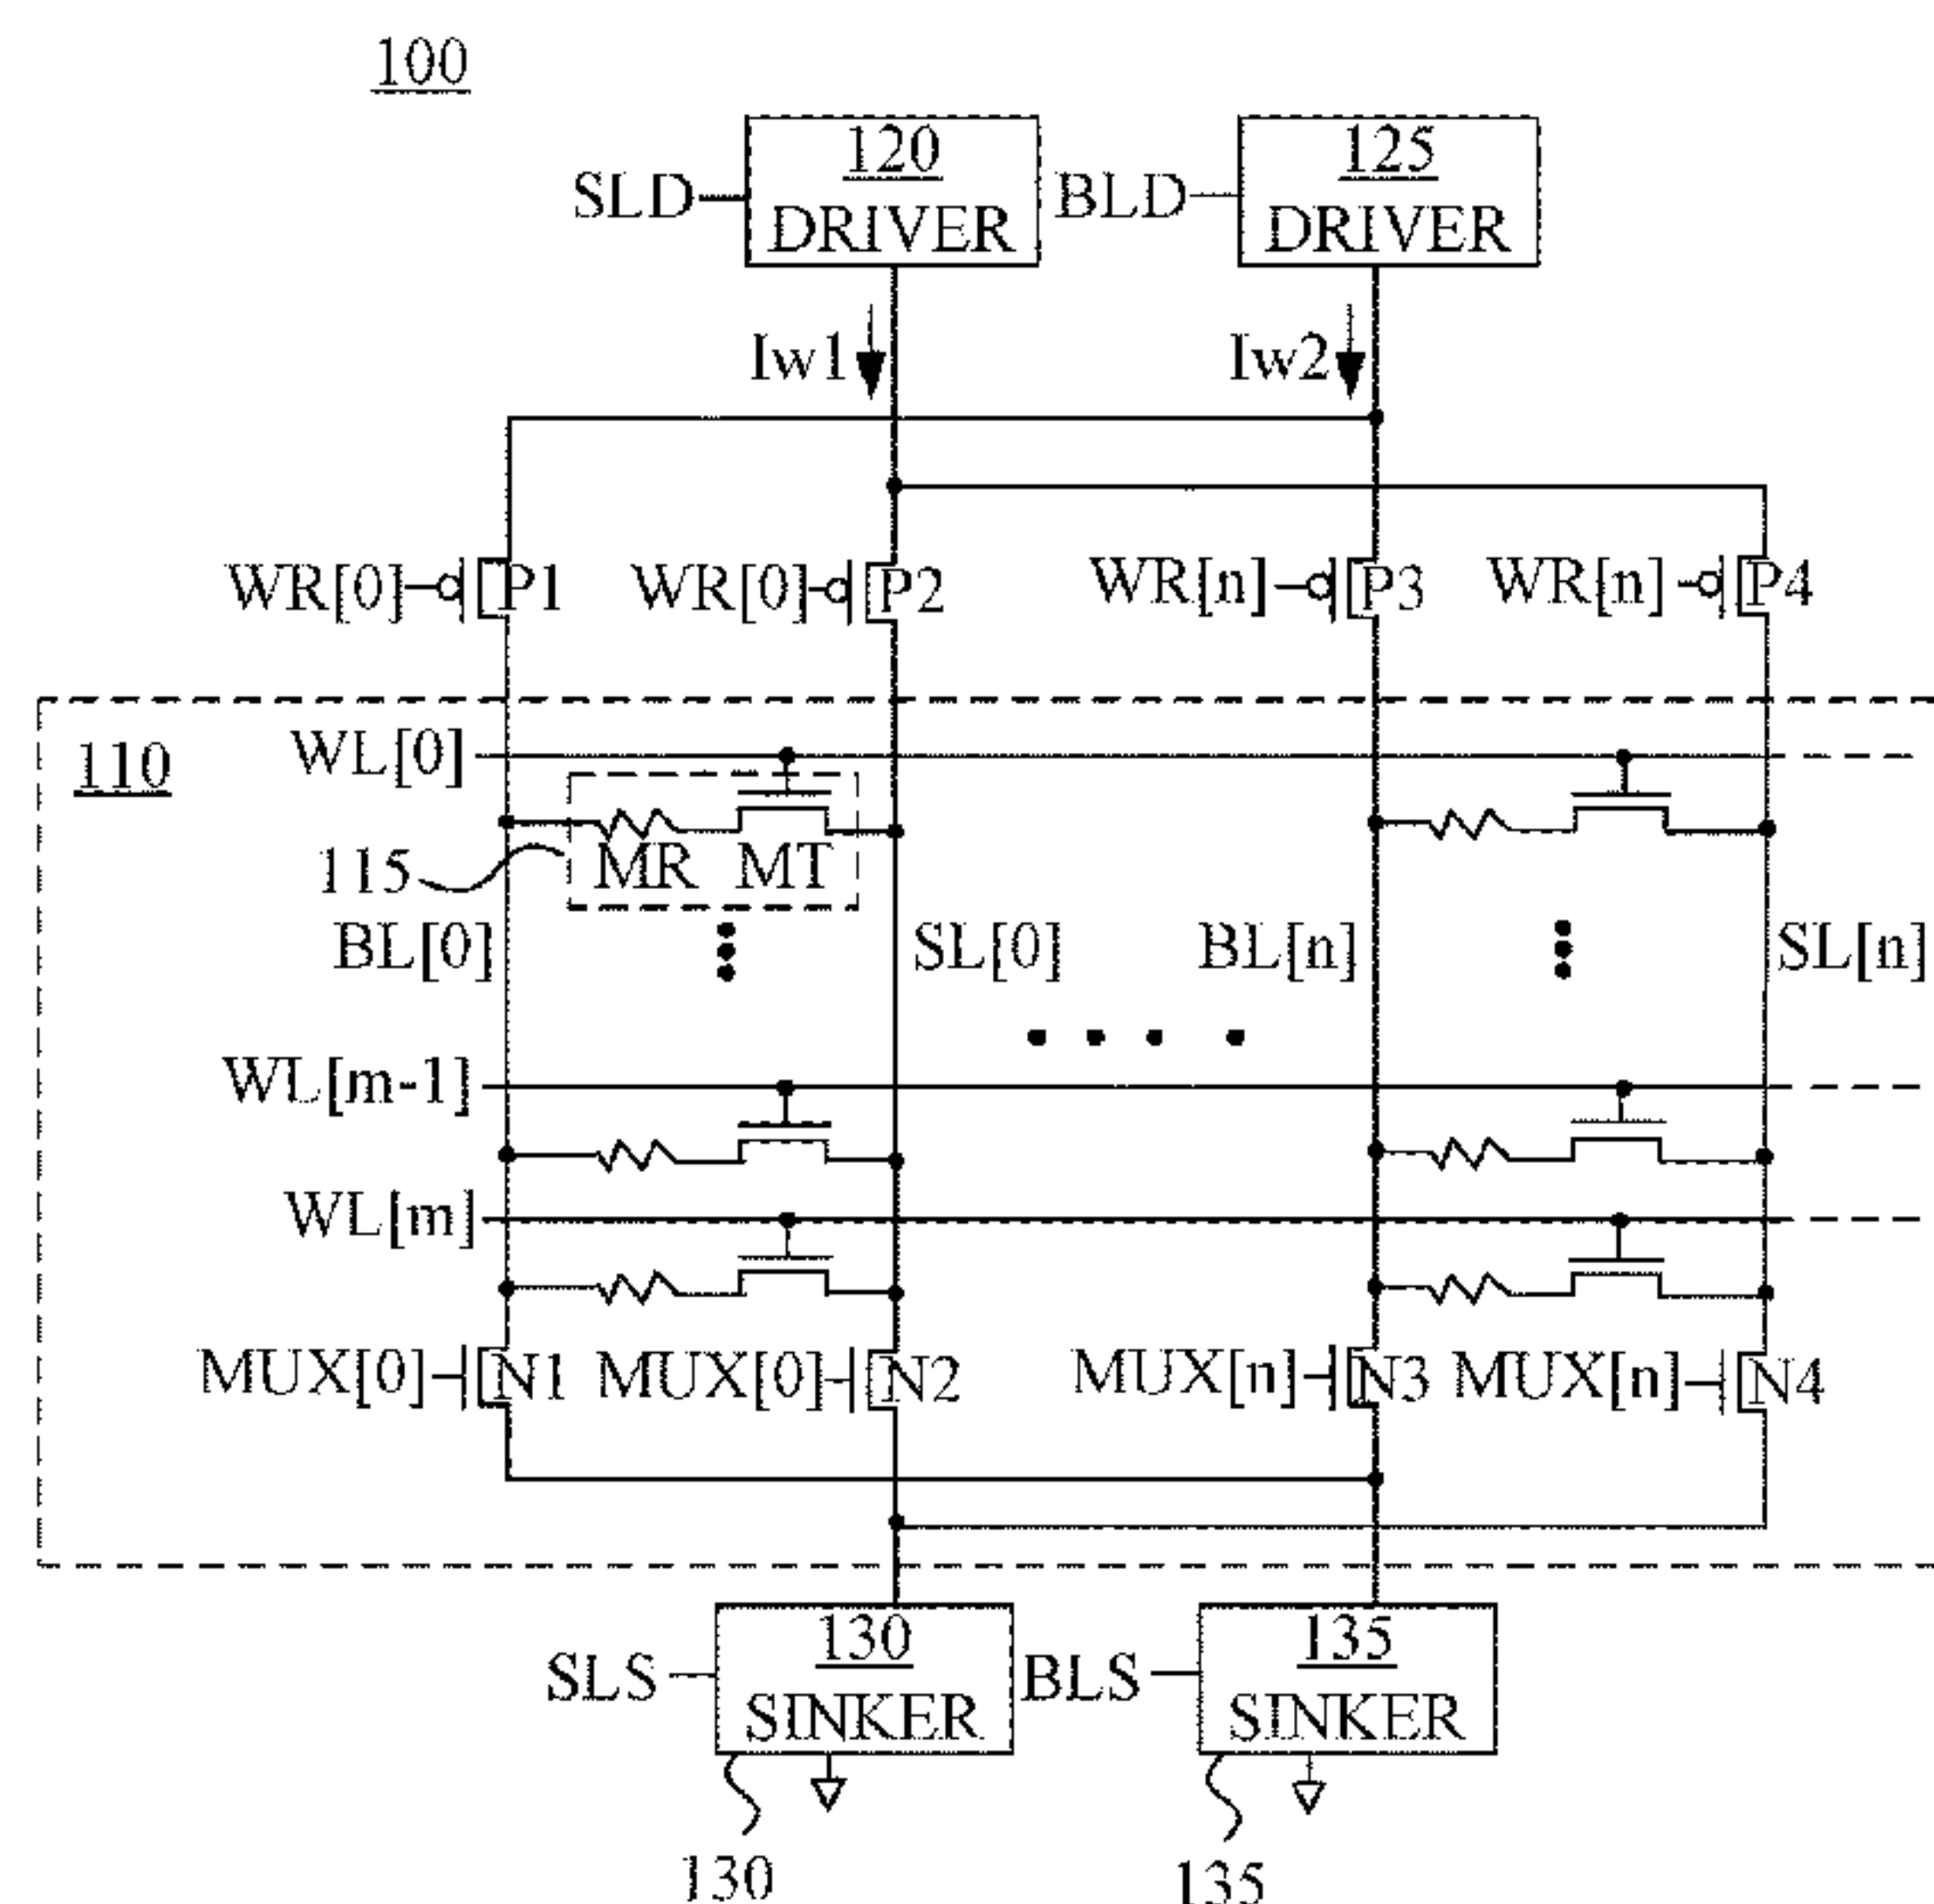 100
120
125
SLD
DRIVER
BLD
DRIVER
Iw1
Iw2
WR[0]
P1
WR[0]
P2
WR[n]
P3
WR[n]
P4
110
WL[0]
115
MR
MT
BL[0]
SL[0]
BL[n]
SL[n]
WL[m-1]
WL[m]
MUX[0]
N1
MUX[0]
N2
MUX[n]
N3
MUX[n]
N4
130
135
SLS
SINKER
BLS
SINKER
130
135